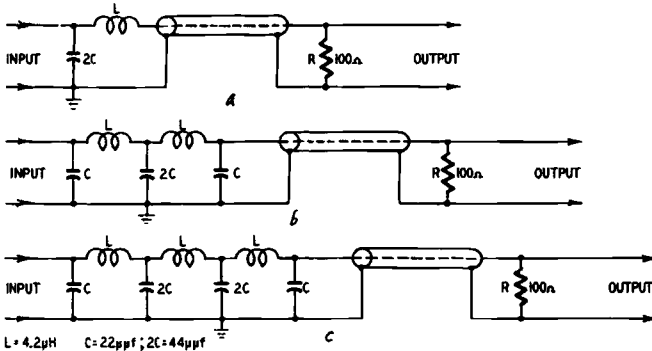 L
INPUT 2C R 100Ω OUTPUT
a
L L
INPUT C 2C C R 100Ω OUTPUT
b
L L L
INPUT C 2C 2C C R 100Ω OUTPUT
L = 4.2μH C = 22μμf ; 2C = 44μμf
c